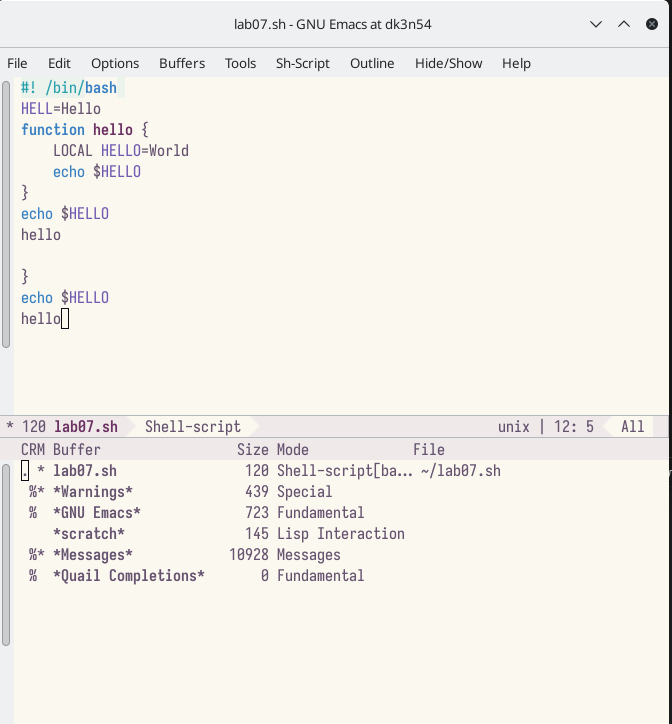 lab07.sh - GNU Emacs at dk3n54
File Edit Options Buffers Tools Sh-Script Outline Hide/Show Help
#! /bin/bash
HELL=Hello
function hello {
    LOCAL HELLO=World
    echo $HELLO
}
echo $HELLO
hello
}
echo $HELLO
hello
* 120 lab07.sh Shell-script unix | 12: 5 All
CRM Buffer Size Mode File
. * lab07.sh 120 Shell-script[ba... ~/lab07.sh
%* *Warnings* 439 Special
% *GNU Emacs* 723 Fundamental
*scratch* 145 Lisp Interaction
%* *Messages* 10928 Messages
% *Quail Completions* 0 Fundamental